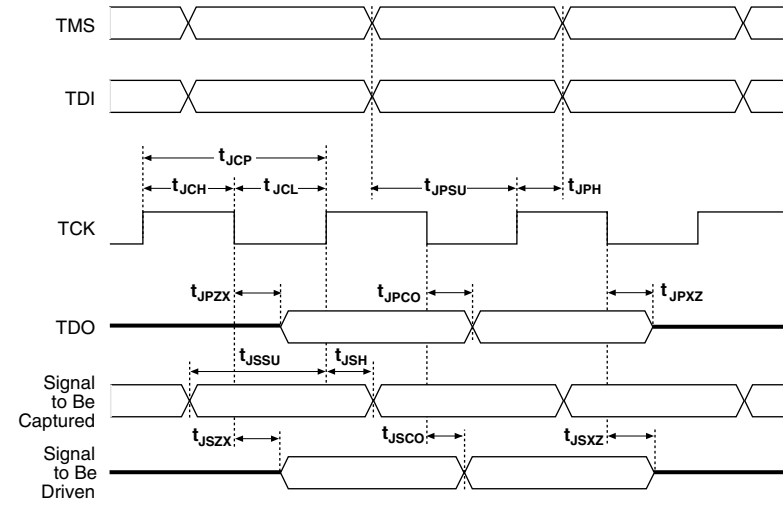 TMS
TDI
tJCP
tJCH
tJCL
tJPSU
tJPH
TCK
tJPZX
tJPCO
tJPXZ
TDO
tJSSU
tJSH
Signal
to Be
Captured
tJSZX
tJSCO
tJSXZ
Signal
to Be
Driven